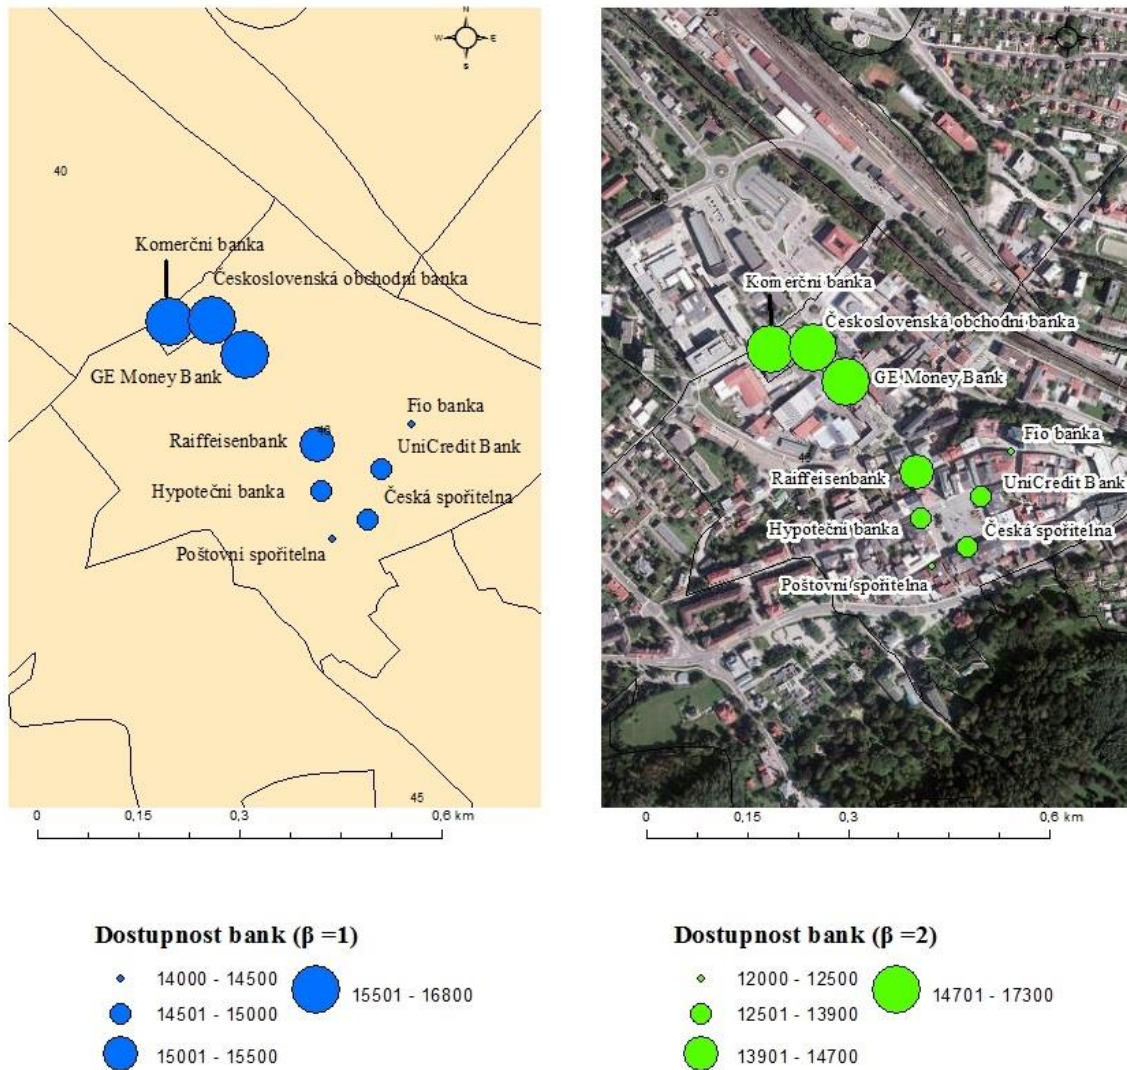 N
W E
S
40
Komerční banka
Československá obchodní banka
GE Money Bank
Fio banka
46
Raiffeisenbank
UniCredit Bank
Hypoteční banka
Česká spořitelna
Poštovní spořitelna
45
0 0,15 0,3 0,6 km
Dostupnost bank (β =1)
14000 - 14500
14501 - 15000
15001 - 15500
15501 - 16800
23
N
Komerční banka
Československá obchodní banka
GE Money Bank
Fio banka
46
Raiffeisenbank
UniCredit Bank
Hypoteční banka
Česká spořitelna
Poštovní spořitelna
0 0,15 0,3 0,6 km
Dostupnost bank (β =2)
12000 - 12500
12501 - 13900
13901 - 14700
14701 - 17300